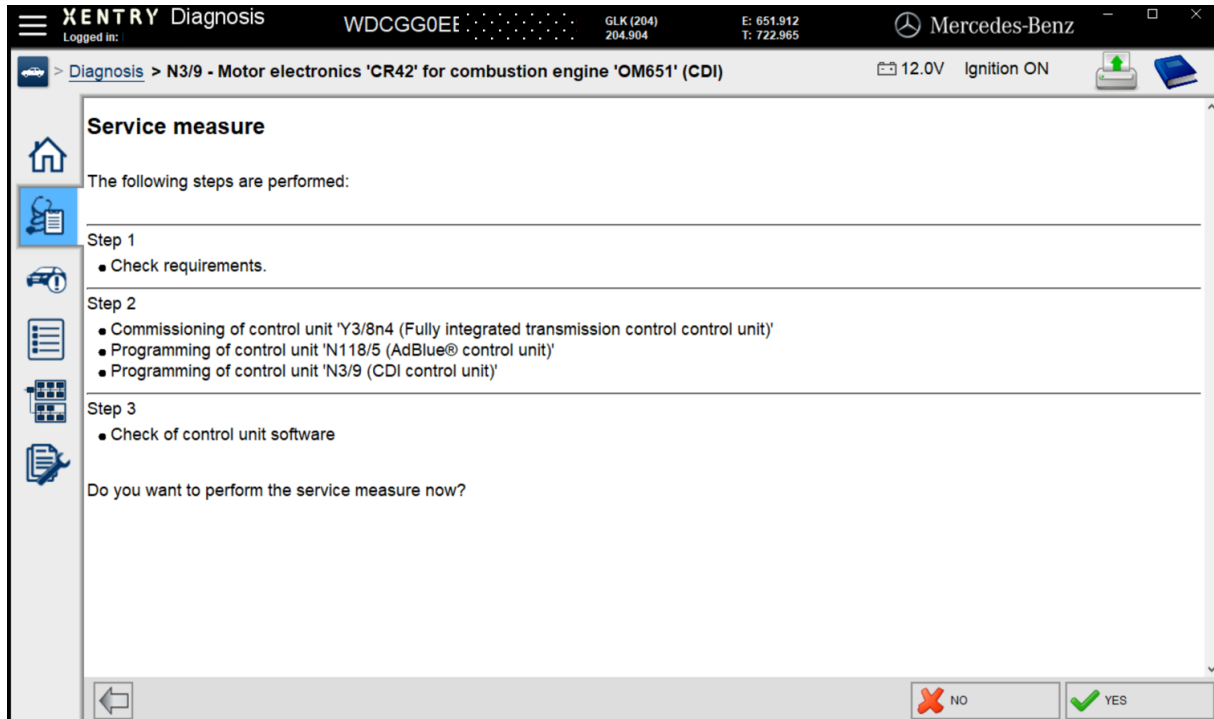 XENTRY Diagnosis
Logged in:
WDCGG0EE
GLK (204)
204.904
E: 651.912
T: 722.965
Mercedes-Benz
> Diagnosis > N3/9 - Motor electronics 'CR42' for combustion engine 'OM651' (CDI)
12.0V Ignition ON
Service measure
The following steps are performed:
Step 1
• Check requirements.
Step 2
• Commissioning of control unit 'Y3/8n4 (Fully integrated transmission control control unit)'
• Programming of control unit 'N118/5 (AdBlue® control unit)'
• Programming of control unit 'N3/9 (CDI control unit)'
Step 3
• Check of control unit software
Do you want to perform the service measure now?
NO
YES